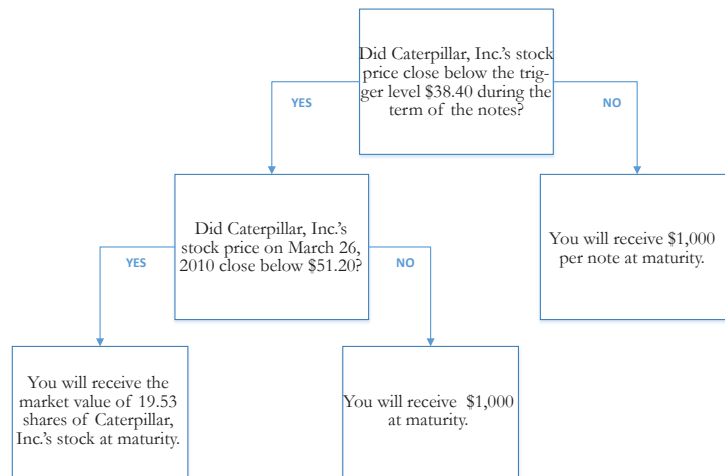 Did Caterpillar, Inc.'s stock
price close below the trig-
ger level $38.40 during the
term of the notes?
YES
NO
Did Caterpillar, Inc.'s
stock price on March 26,
2010 close below $51.20?
You will receive $1,000
per note at maturity.
YES
NO
You will receive the
market value of 19.53
shares of Caterpillar,
Inc.'s stock at maturity.
You will receive  $1,000
at maturity.